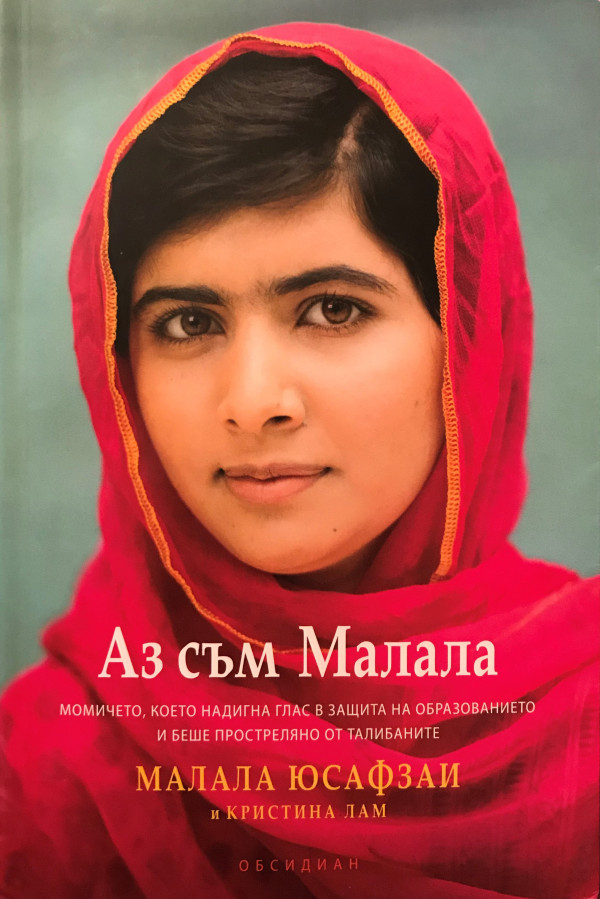 Аз съм Малала
МОМИЧЕТО, КОЕТО НАДИГНА ГЛАС В ЗАЩИТА НА ОБРАЗОВАНИЕТО
И БЕШЕ ПРОСТРЕЛЯНО ОТ ТАЛИБАНИТЕ
МАЛАЛА ЮСАФЗАИ
и КРИСТИНА ЛАМ
ОБСИДИАН